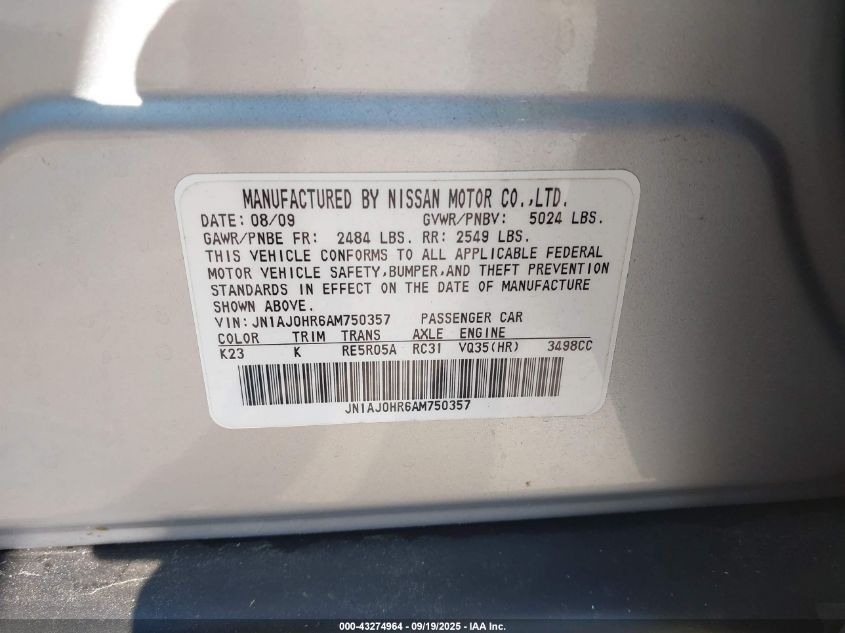 MANUFACTURED BY NISSAN MOTOR CO.,LTD.
DATE: 08/09 GVWR/PNBV: 5024 LBS.
GAWR/PNBE FR: 2484 LBS. RR: 2549 LBS.
THIS VEHICLE CONFORMS TO ALL APPLICABLE FEDERAL
MOTOR VEHICLE SAFETY,BUMPER,AND THEFT PREVENTION
STANDARDS IN EFFECT ON THE DATE OF MANUFACTURE
SHOWN ABOVE.
VIN: JN1AJ0HR6AM750357 PASSENGER CAR
COLOR TRIM TRANS AXLE ENGINE
K23 K RE5R05A RC31 VQ35(HR) 3498CC
JN1AJ0HR6AM750357
000-43274964 - 09/19/2025 - IAA Inc.